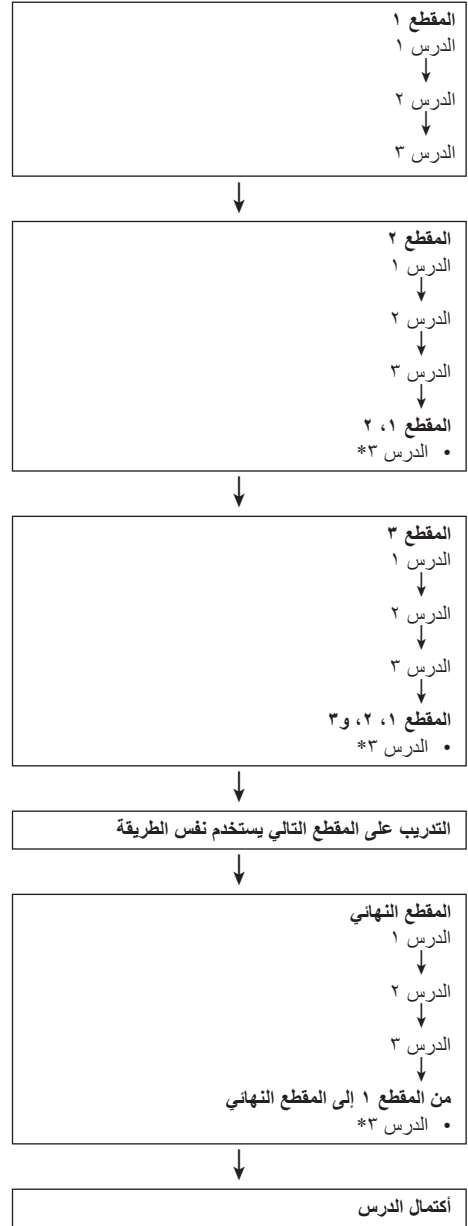 المقطع ١
الدرس ١
الدرس ٢
الدرس ٣
المقطع ٢
الدرس ١
الدرس ٢
الدرس ٣
المقطع ١، ٢
• الدرس ٣*
المقطع ٣
الدرس ١
الدرس ٢
الدرس ٣
المقطع ١، ٢، و٣
• الدرس ٣*
التدريب على المقطع التالي يستخدم نفس الطريقة
المقطع النهائي
الدرس ١
الدرس ٢
الدرس ٣
من المقطع ١ إلى المقطع النهائي
• الدرس ٣*
أكتمال الدرس